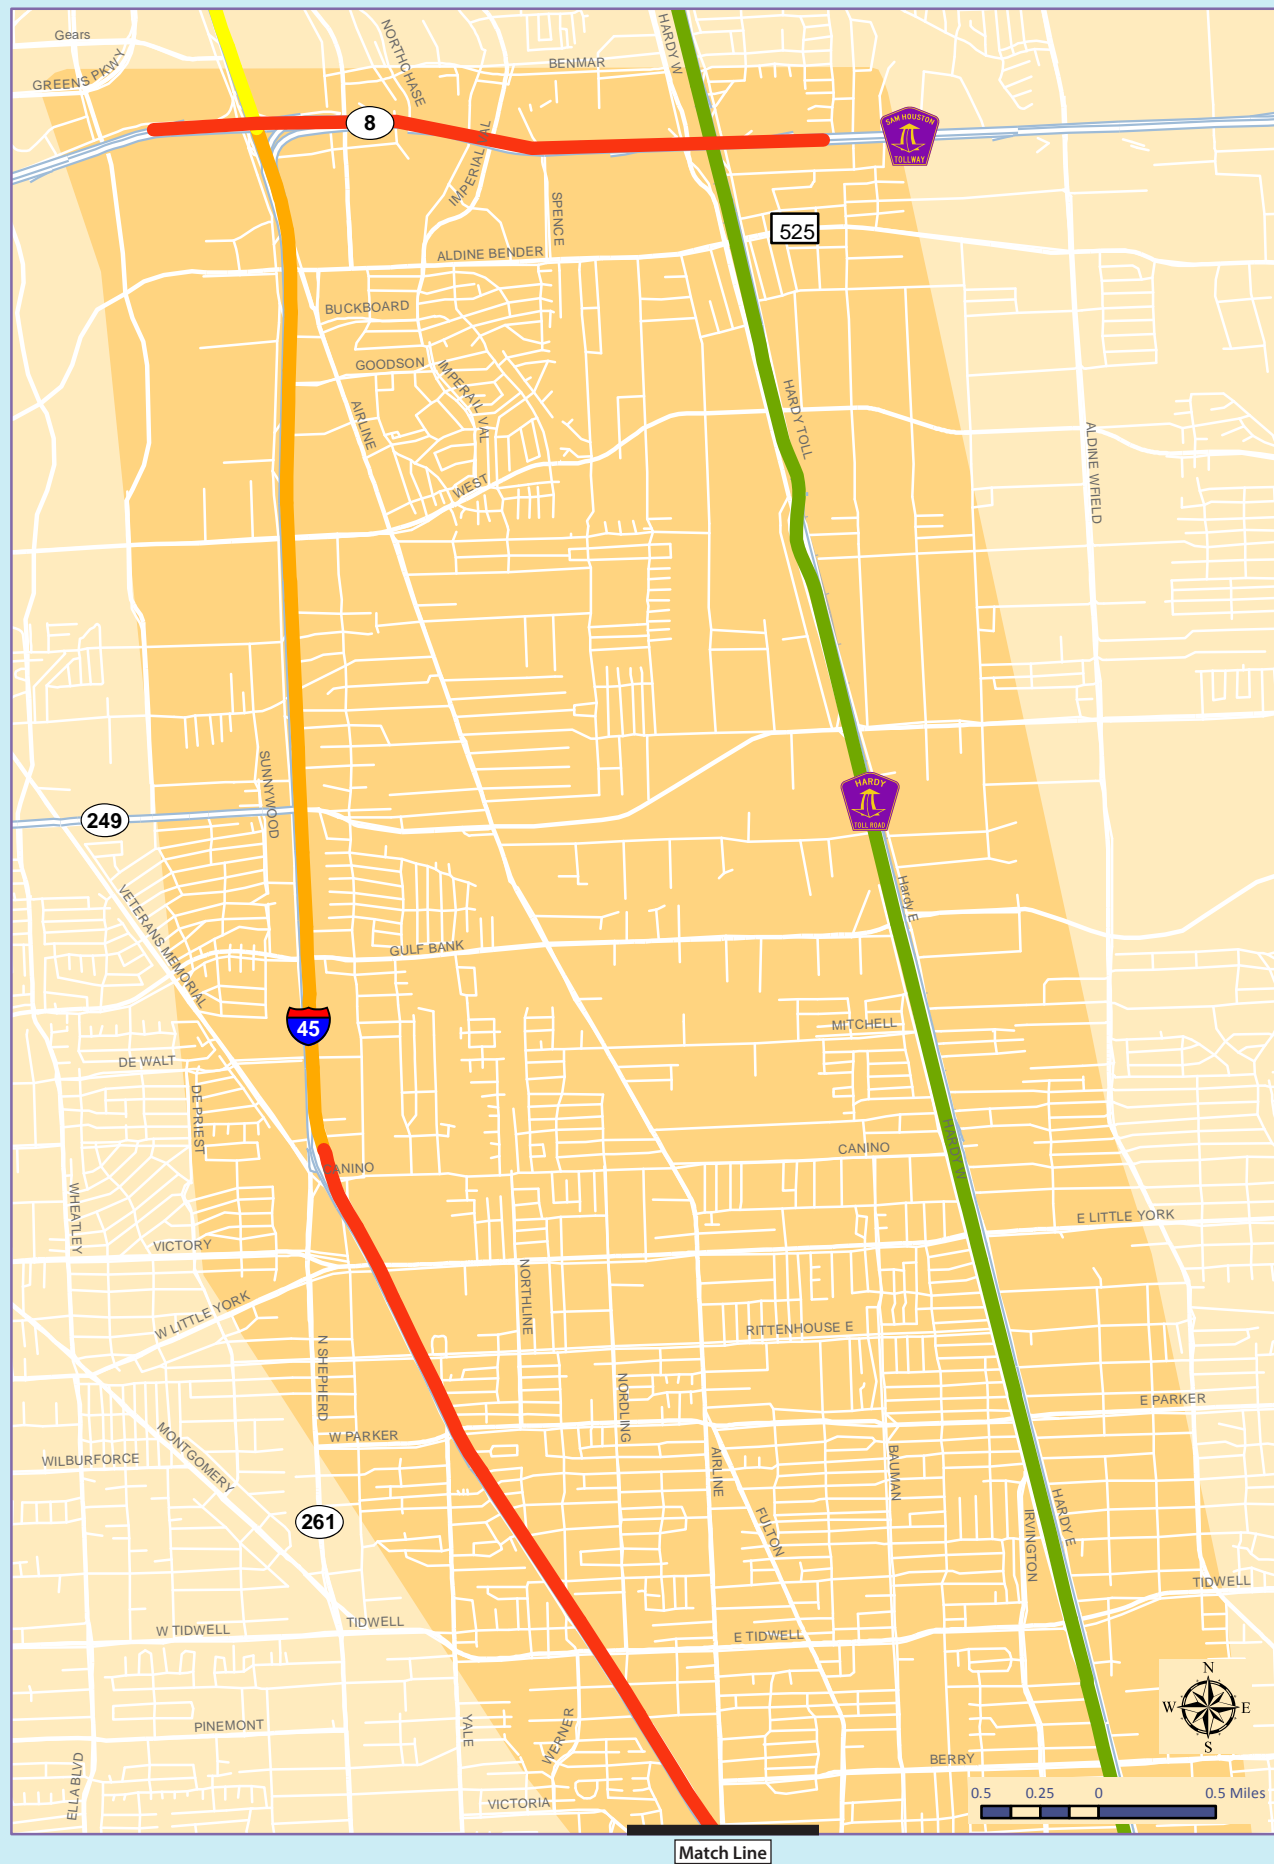 Gears
GREENS PKWY
NORTHCHASE
HARDY W
BENMAR
8
IMPERIAL VAL
SAM HOUSTON
TOLLWAY
SPENCE
525
ALDINE BENDER
BUCKBOARD
GOODSON
IMPERAIL VAL
AIRLINE
HARDY TOLL
WEST
ALDINE WFIELD
SUNNYWOOD
HARDY
TOLL ROAD
249
VETERANS MEMORIAL
Hardy E
GULF BANK
45
MITCHELL
DE WALT
DE PRIEST
CANINO
CANINO
HARDY W
WHEATLEY
E LITTLE YORK
VICTORY
NORTHLINE
W LITTLE YORK
RITTENHOUSE E
N SHEPHERD
NORDLING
E PARKER
W PARKER
MONTGOMERY
WILBURFORCE
AIRLINE
BAUMAN
HARDY E
261
FULTON
IRVINGTON
TIDWELL
TIDWELL
W TIDWELL
E TIDWELL
N
W E
S
PINEMONT
YALE
WERNER
BERRY
ELLA BLVD
VICTORIA
0.5 0.25 0 0.5 Miles
Match Line